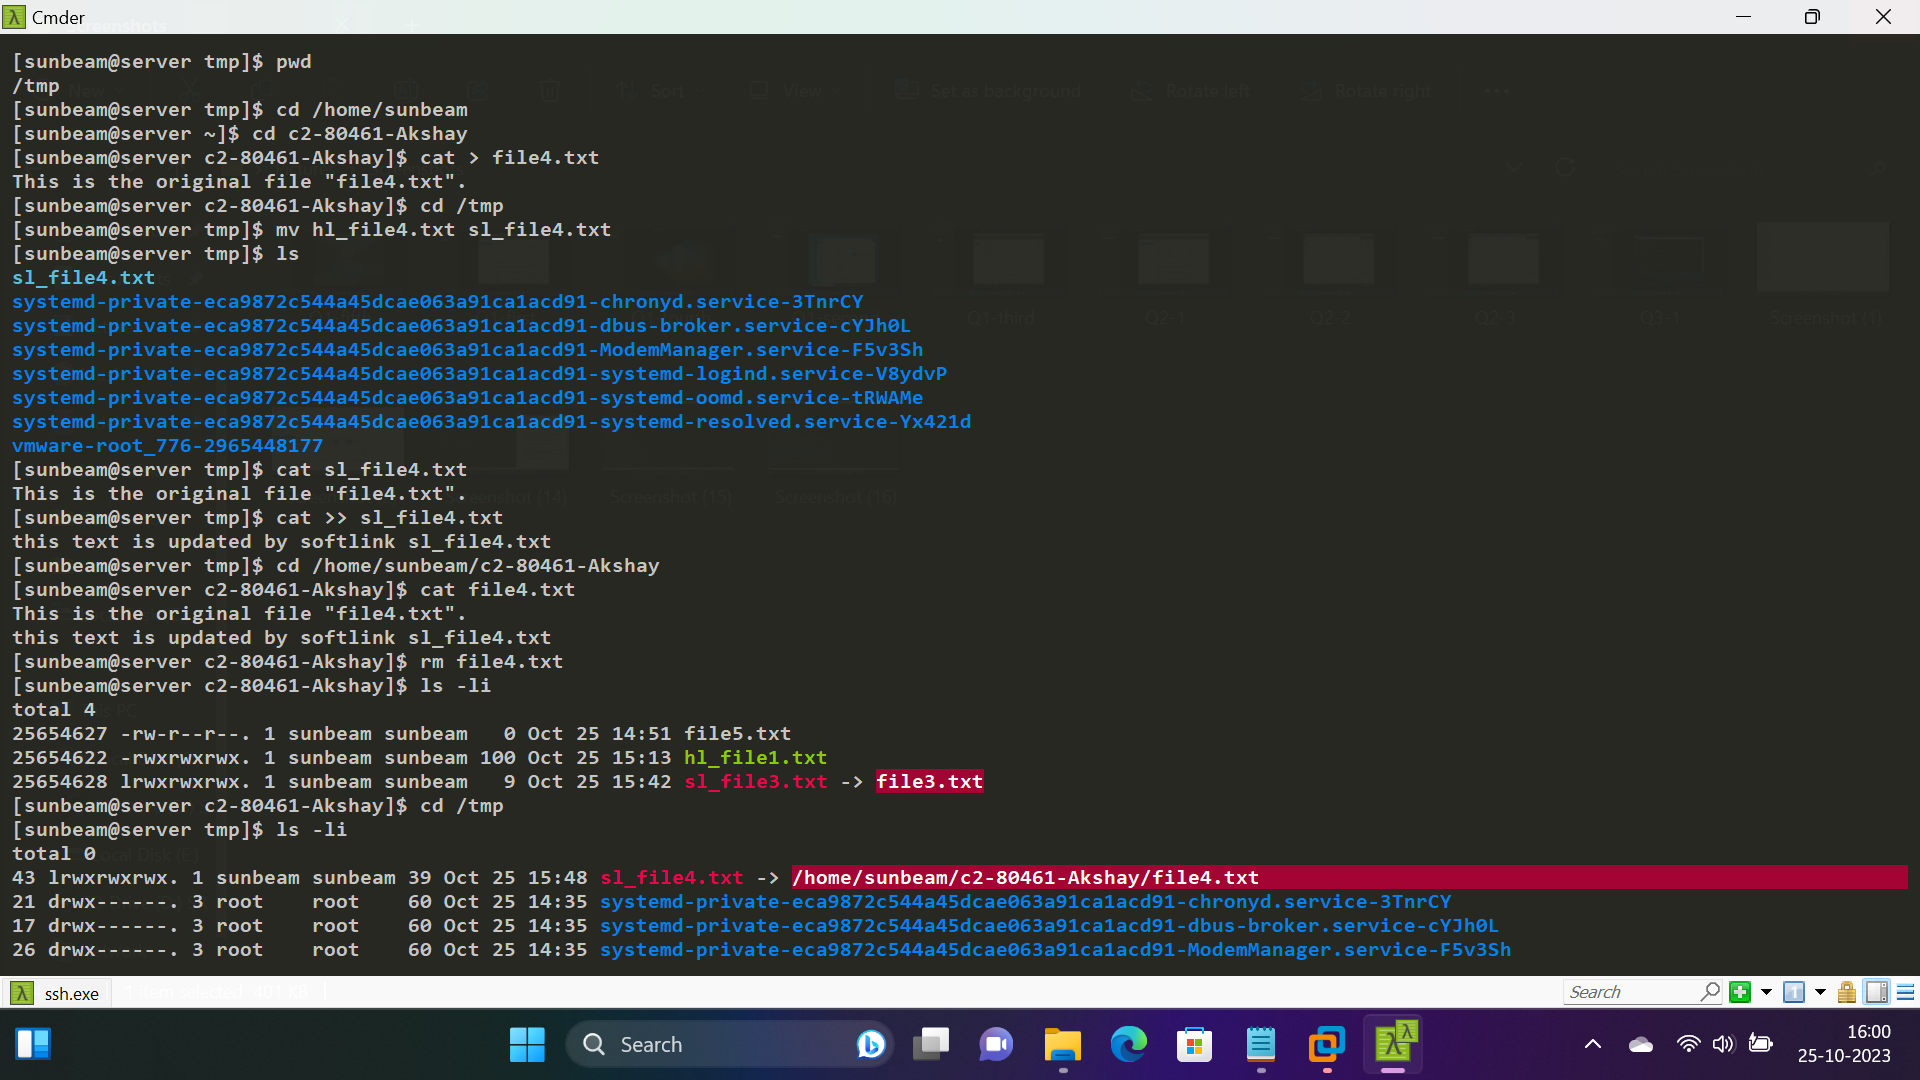 Cmder
[sunbeam@server tmp]$ pwd
/tmp
[sunbeam@server tmp]$ cd /home/sunbeam
[sunbeam@server ~]$ cd c2-80461-Akshay
[sunbeam@server c2-80461-Akshay]$ cat > file4.txt
This is the original file "file4.txt".
[sunbeam@server c2-80461-Akshay]$ cd /tmp
[sunbeam@server tmp]$ mv hl_file4.txt sl_file4.txt
[sunbeam@server tmp]$ ls
sl_file4.txt
systemd-private-eca9872c544a45dcae063a91ca1acd91-chronyd.service-3TnrCY
systemd-private-eca9872c544a45dcae063a91ca1acd91-dbus-broker.service-cYJh0L
systemd-private-eca9872c544a45dcae063a91ca1acd91-ModemManager.service-F5v3Sh
systemd-private-eca9872c544a45dcae063a91ca1acd91-systemd-logind.service-V8ydvP
systemd-private-eca9872c544a45dcae063a91ca1acd91-systemd-oomd.service-tRWAMe
systemd-private-eca9872c544a45dcae063a91ca1acd91-systemd-resolved.service-Yx421d
vmware-root_776-2965448177
[sunbeam@server tmp]$ cat sl_file4.txt
This is the original file "file4.txt".
[sunbeam@server tmp]$ cat >> sl_file4.txt
this text is updated by softlink sl_file4.txt
[sunbeam@server tmp]$ cd /home/sunbeam/c2-80461-Akshay
[sunbeam@server c2-80461-Akshay]$ cat file4.txt
This is the original file "file4.txt".
this text is updated by softlink sl_file4.txt
[sunbeam@server c2-80461-Akshay]$ rm file4.txt
[sunbeam@server c2-80461-Akshay]$ ls -li
total 4
25654627 -rw-r--r--. 1 sunbeam sunbeam   0 Oct 25 14:51 file5.txt
25654622 -rwxrwxrwx. 1 sunbeam sunbeam 100 Oct 25 15:13 hl_file1.txt
25654628 lrwxrwxrwx. 1 sunbeam sunbeam   9 Oct 25 15:42 sl_file3.txt -> file3.txt
[sunbeam@server c2-80461-Akshay]$ cd /tmp
[sunbeam@server tmp]$ ls -li
total 0
43 lrwxrwxrwx. 1 sunbeam sunbeam 39 Oct 25 15:48 sl_file4.txt -> /home/sunbeam/c2-80461-Akshay/file4.txt
21 drwx------. 3 root    root    60 Oct 25 14:35 systemd-private-eca9872c544a45dcae063a91ca1acd91-chronyd.service-3TnrCY
17 drwx------. 3 root    root    60 Oct 25 14:35 systemd-private-eca9872c544a45dcae063a91ca1acd91-dbus-broker.service-cYJh0L
26 drwx------. 3 root    root    60 Oct 25 14:35 systemd-private-eca9872c544a45dcae063a91ca1acd91-ModemManager.service-F5v3Sh
ssh.exe
Search
Search
16:00
25-10-2023